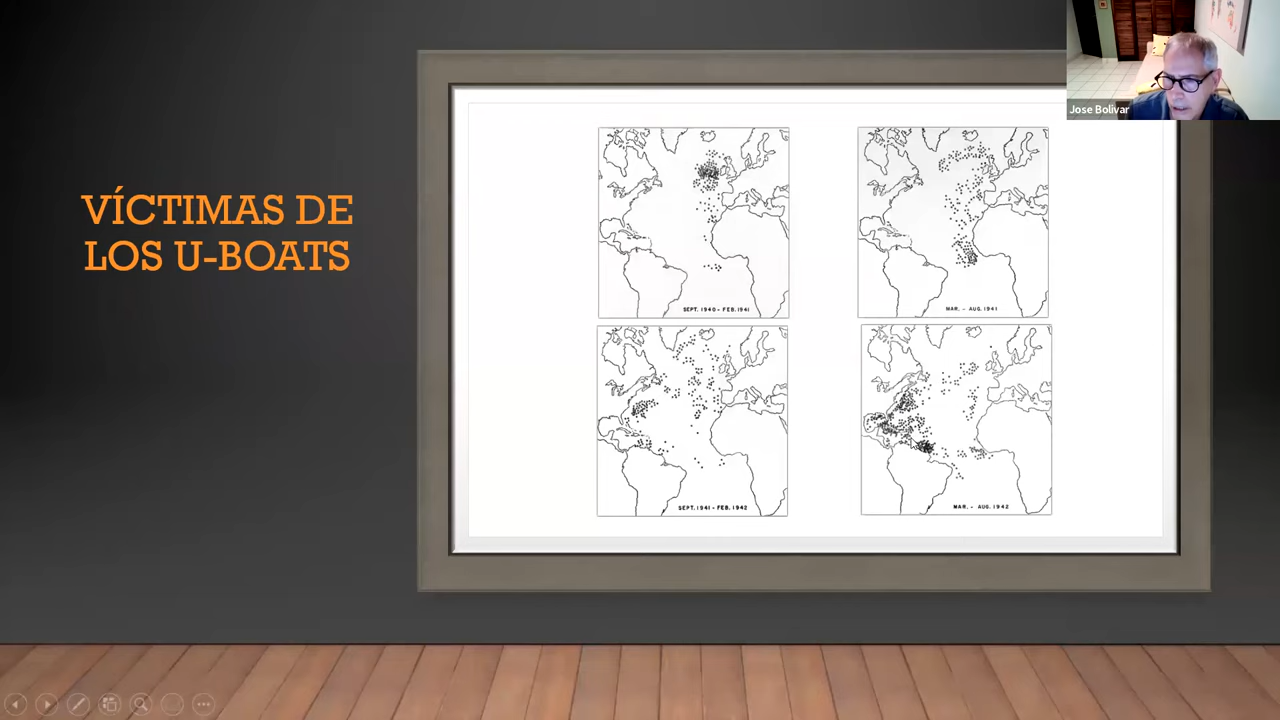 VÍCTIMAS DE
LOS U-BOATS
Jose Bolivar
SEPT. 1940 - FEB. 1941
MAR. - AUG. 1941
SEPT. 1941 - FEB. 1942
MAR. - AUG. 1942